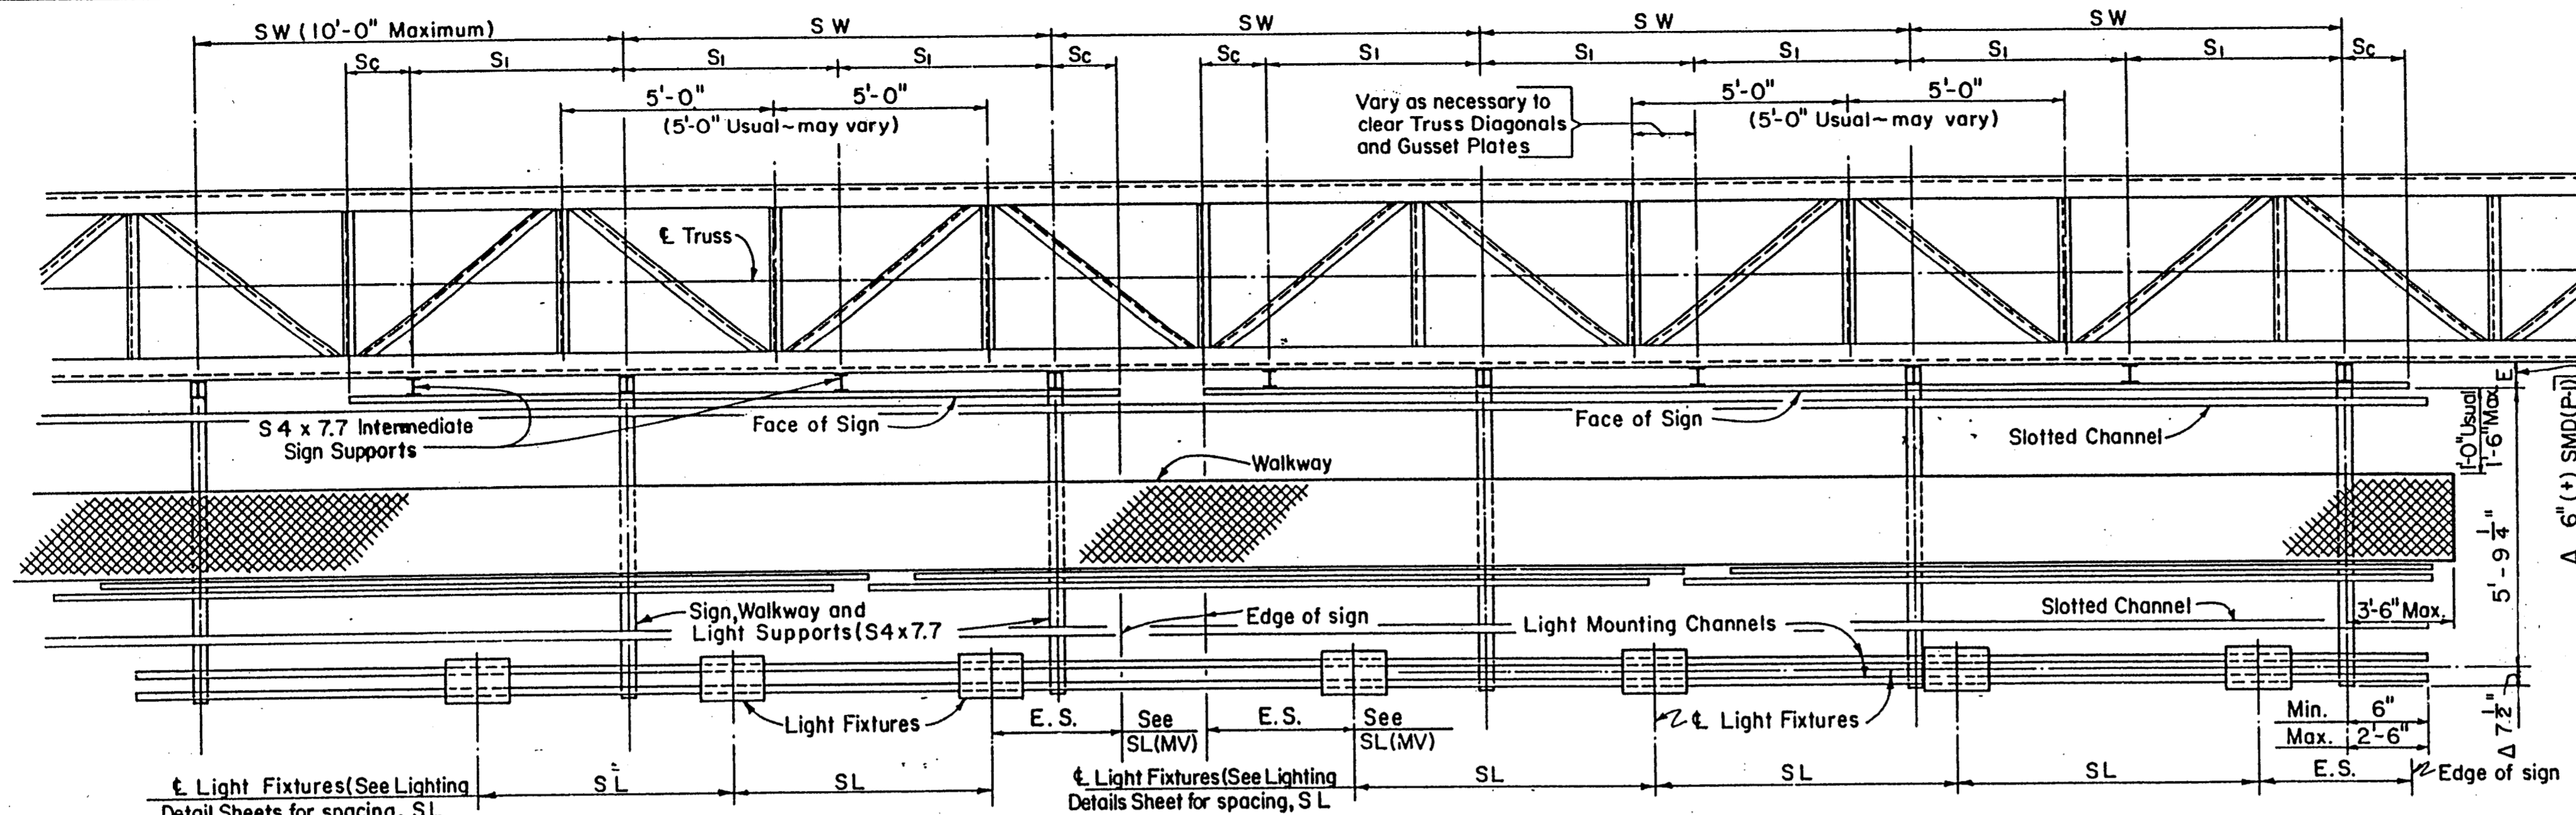 SW (10'-0" Maximum)
SW
SW
SW
SW
Sc
S1
S1
S1
Sc
Sc
S1
S1
S1
S1
S1
Sc
5'-0"
5'-0"
(5'-0" Usual~may vary)
Vary as necessary to
clear Truss Diagonals
and Gusset Plates
5'-0"
5'-0"
(5'-0" Usual~may vary)
℄ Truss
S 4 x 7.7 Intermediate
Sign Supports
Face of Sign
Face of Sign
Slotted Channel
E
1'-0" Usual
1'-6" Max.
Walkway
5'-9 1/4"
Δ 6" (+) SMD(P-1)
Sign, Walkway and
Light Supports (S4x7.7
Edge of sign
Light Mounting Channels
Slotted Channel
3'-6" Max.
Light Fixtures
E.S.
See
SL(MV)
E.S.
See
SL(MV)
℄ Light Fixtures
Min. 6"
Max. 2'-6"
Δ 7 1/2"
℄ Light Fixtures (See Lighting
Detail Sheets for spacing, SL
SL
SL
℄ Light Fixtures (See Lighting
Details Sheet for spacing, SL
SL
SL
SL
E.S.
Edge of sign